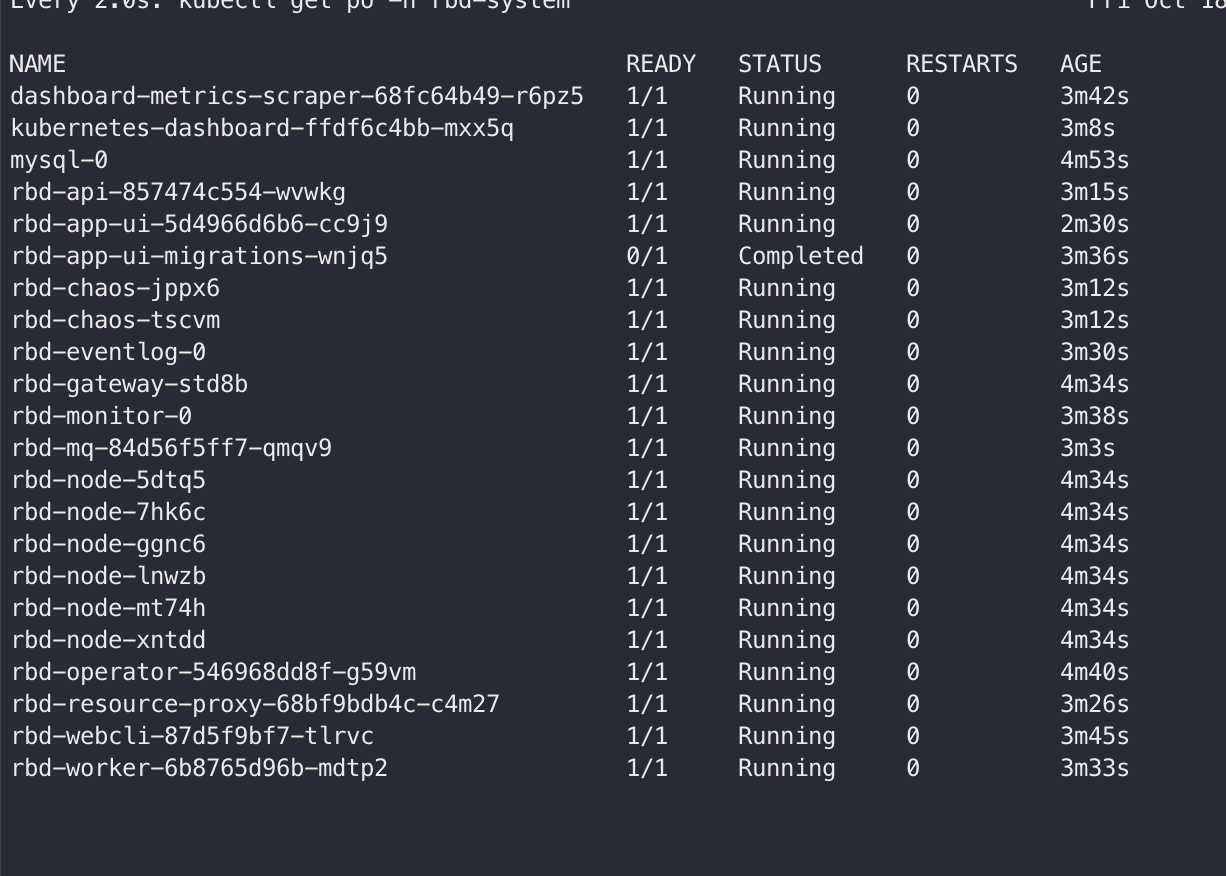 Every 2.0s: kubectl get po -n rbd-system Fri Oct 18
NAME READY STATUS RESTARTS AGE
dashboard-metrics-scraper-68fc64b49-r6pz5 1/1 Running 0 3m42s
kubernetes-dashboard-ffdf6c4bb-mxx5q 1/1 Running 0 3m8s
mysql-0 1/1 Running 0 4m53s
rbd-api-857474c554-wvwkg 1/1 Running 0 3m15s
rbd-app-ui-5d4966d6b6-cc9j9 1/1 Running 0 2m30s
rbd-app-ui-migrations-wnjq5 0/1 Completed 0 3m36s
rbd-chaos-jppx6 1/1 Running 0 3m12s
rbd-chaos-tscvm 1/1 Running 0 3m12s
rbd-eventlog-0 1/1 Running 0 3m30s
rbd-gateway-std8b 1/1 Running 0 4m34s
rbd-monitor-0 1/1 Running 0 3m38s
rbd-mq-84d56f5ff7-qmqv9 1/1 Running 0 3m3s
rbd-node-5dtq5 1/1 Running 0 4m34s
rbd-node-7hk6c 1/1 Running 0 4m34s
rbd-node-ggnc6 1/1 Running 0 4m34s
rbd-node-lnwzb 1/1 Running 0 4m34s
rbd-node-mt74h 1/1 Running 0 4m34s
rbd-node-xntdd 1/1 Running 0 4m34s
rbd-operator-546968dd8f-g59vm 1/1 Running 0 4m40s
rbd-resource-proxy-68bf9bdb4c-c4m27 1/1 Running 0 3m26s
rbd-webcli-87d5f9bf7-tlrvc 1/1 Running 0 3m45s
rbd-worker-6b8765d96b-mdtp2 1/1 Running 0 3m33s